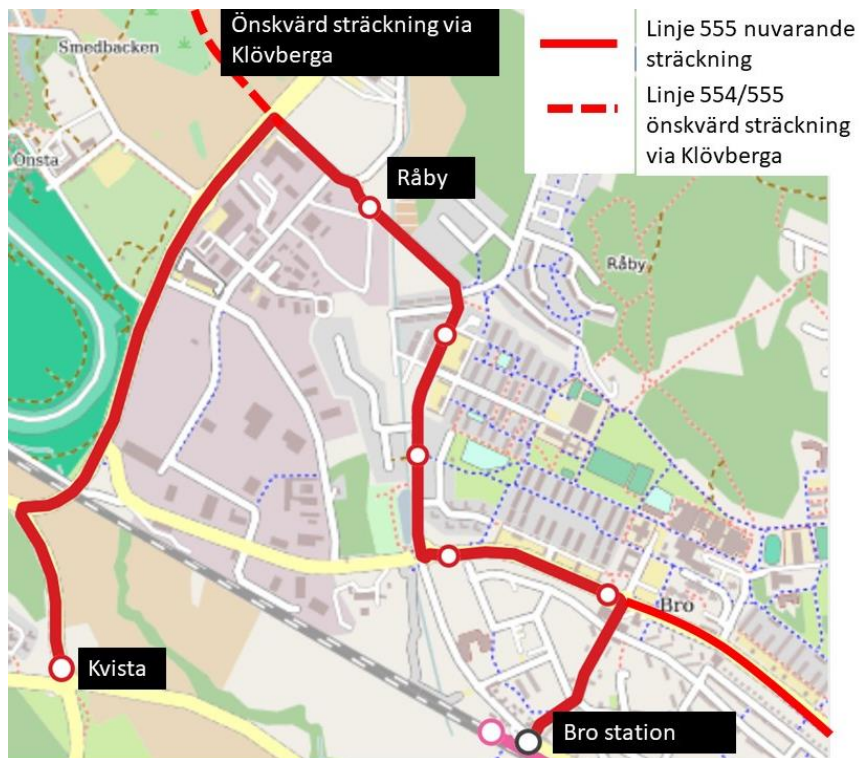 Önskvärd sträckning via
Klövberga
Linje 555 nuvarande
sträckning
Linje 554/555
önskvärd sträckning
via Klövberga
Smedbacken
Önsta
Råby
Råby
Bro
Kvista
Bro station